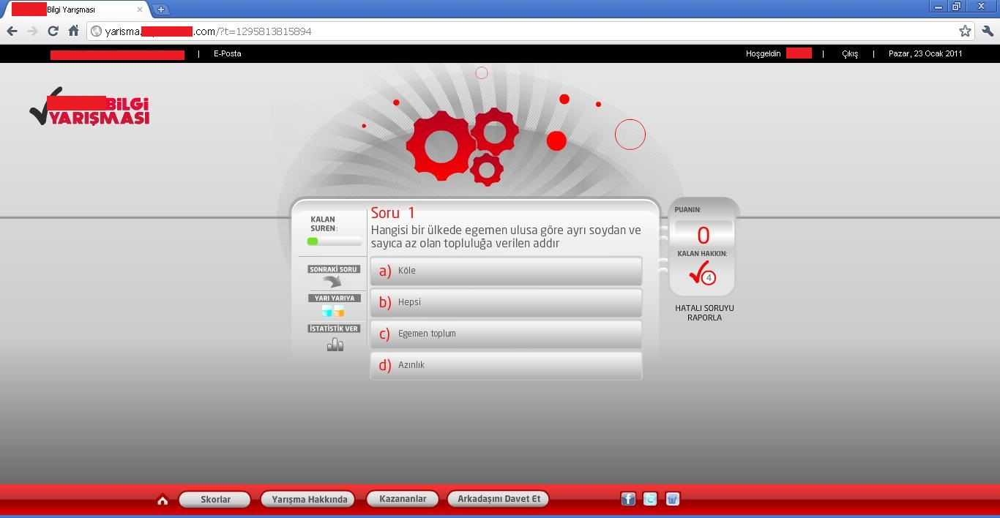 Bilgi Yarışması
yarisma.
.com/?t=1295813815894
| E-Posta
Hoşgeldin
| Çıkış | Pazar, 23 Ocak 2011
BİLGİ
YARIŞMASI
KALAN
SUREN:
SONRAKİ SORU
YARI YARIYA
İSTATİSTİK VER
Soru 1
Hangisi bir ülkede egemen ulusa göre ayrı soydan ve
sayıca az olan topluluğa verilen addır
a) Köle
b) Hepsi
c) Egemen toplum
d) Azınlık
PUANIN:
0
KALAN HAKKIN:
4
HATALI SORUYU
RAPORLA
Skorlar
Yarışma Hakkında
Kazananlar
Arkadaşını Davet Et